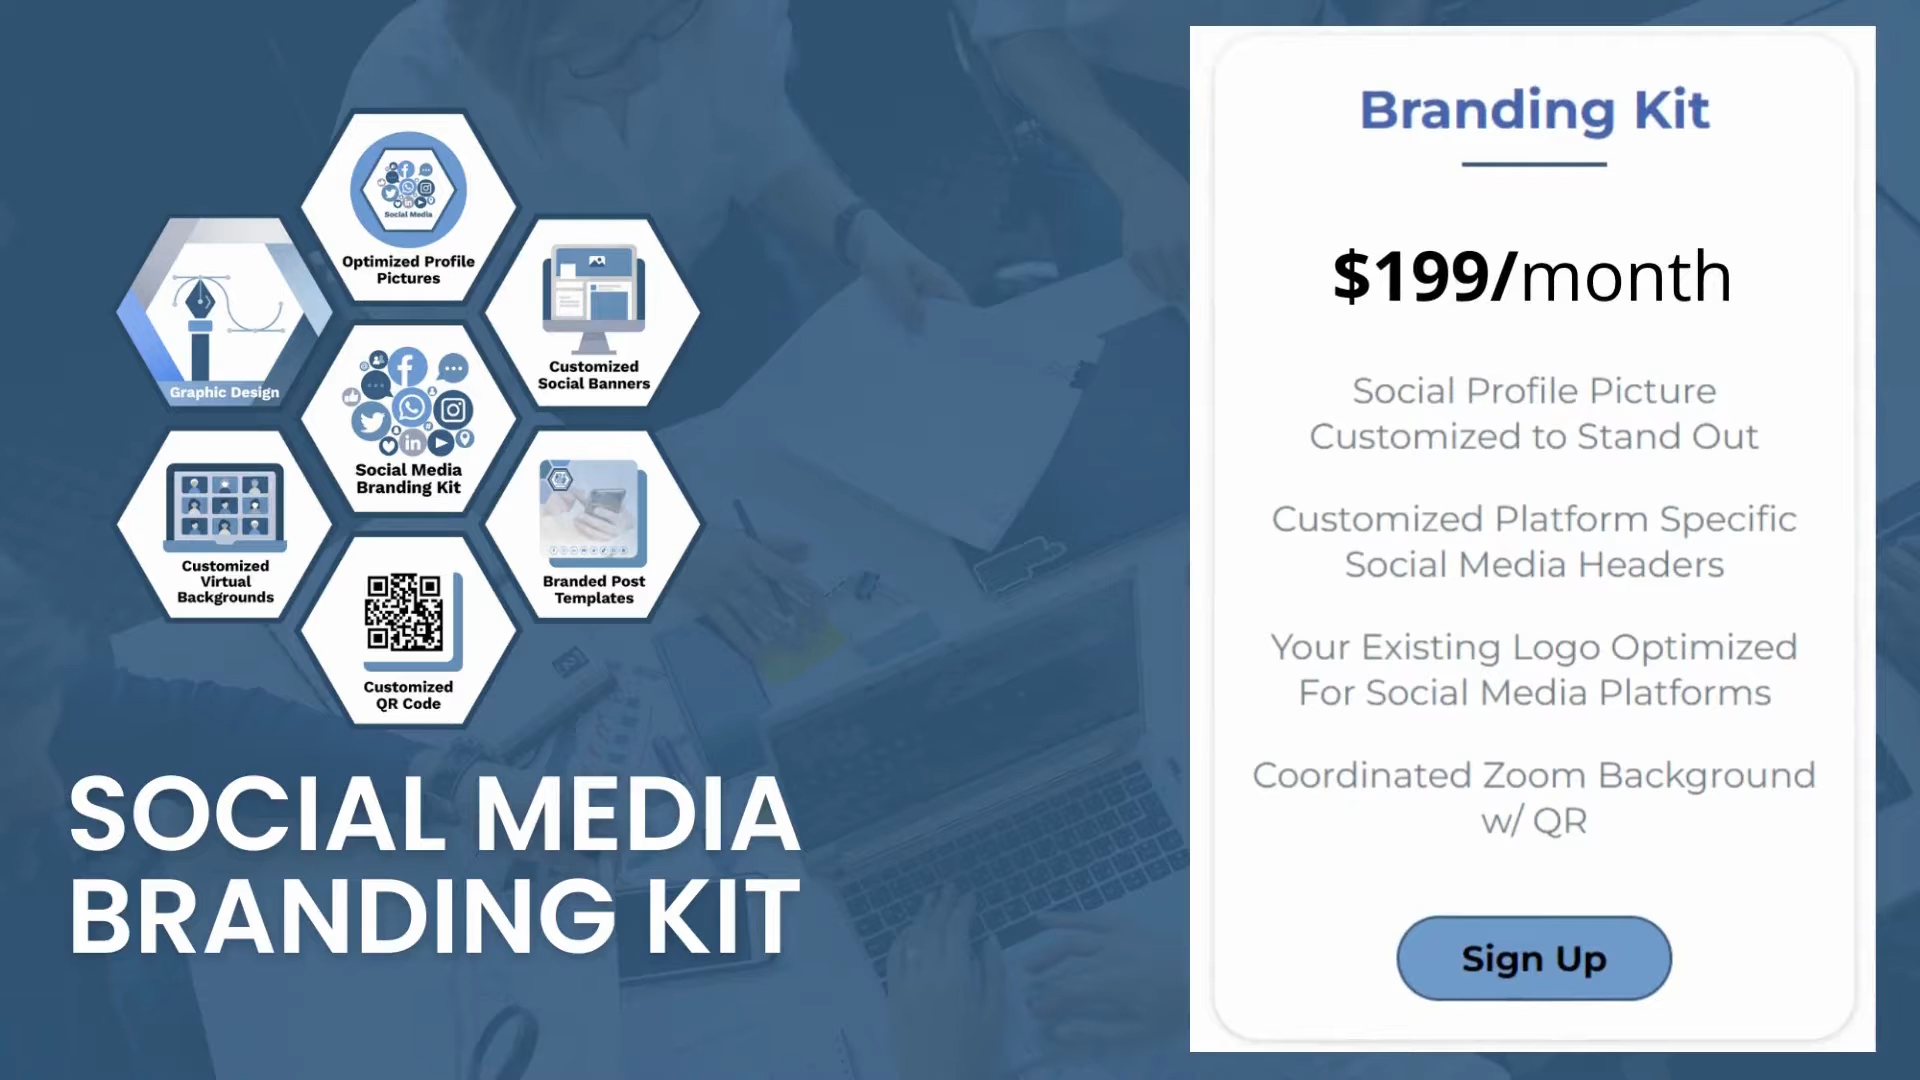 Social Media
Optimized Profile
Pictures
Graphic Design
Customized
Social Banners
Social Media
Branding Kit
Customized
Virtual
Backgrounds
Branded Post
Templates
Customized
QR Code
SOCIAL MEDIA
BRANDING KIT
Branding Kit
$199/month
Social Profile Picture
Customized to Stand Out
Customized Platform Specific
Social Media Headers
Your Existing Logo Optimized
For Social Media Platforms
Coordinated Zoom Background
w/ QR
Sign Up